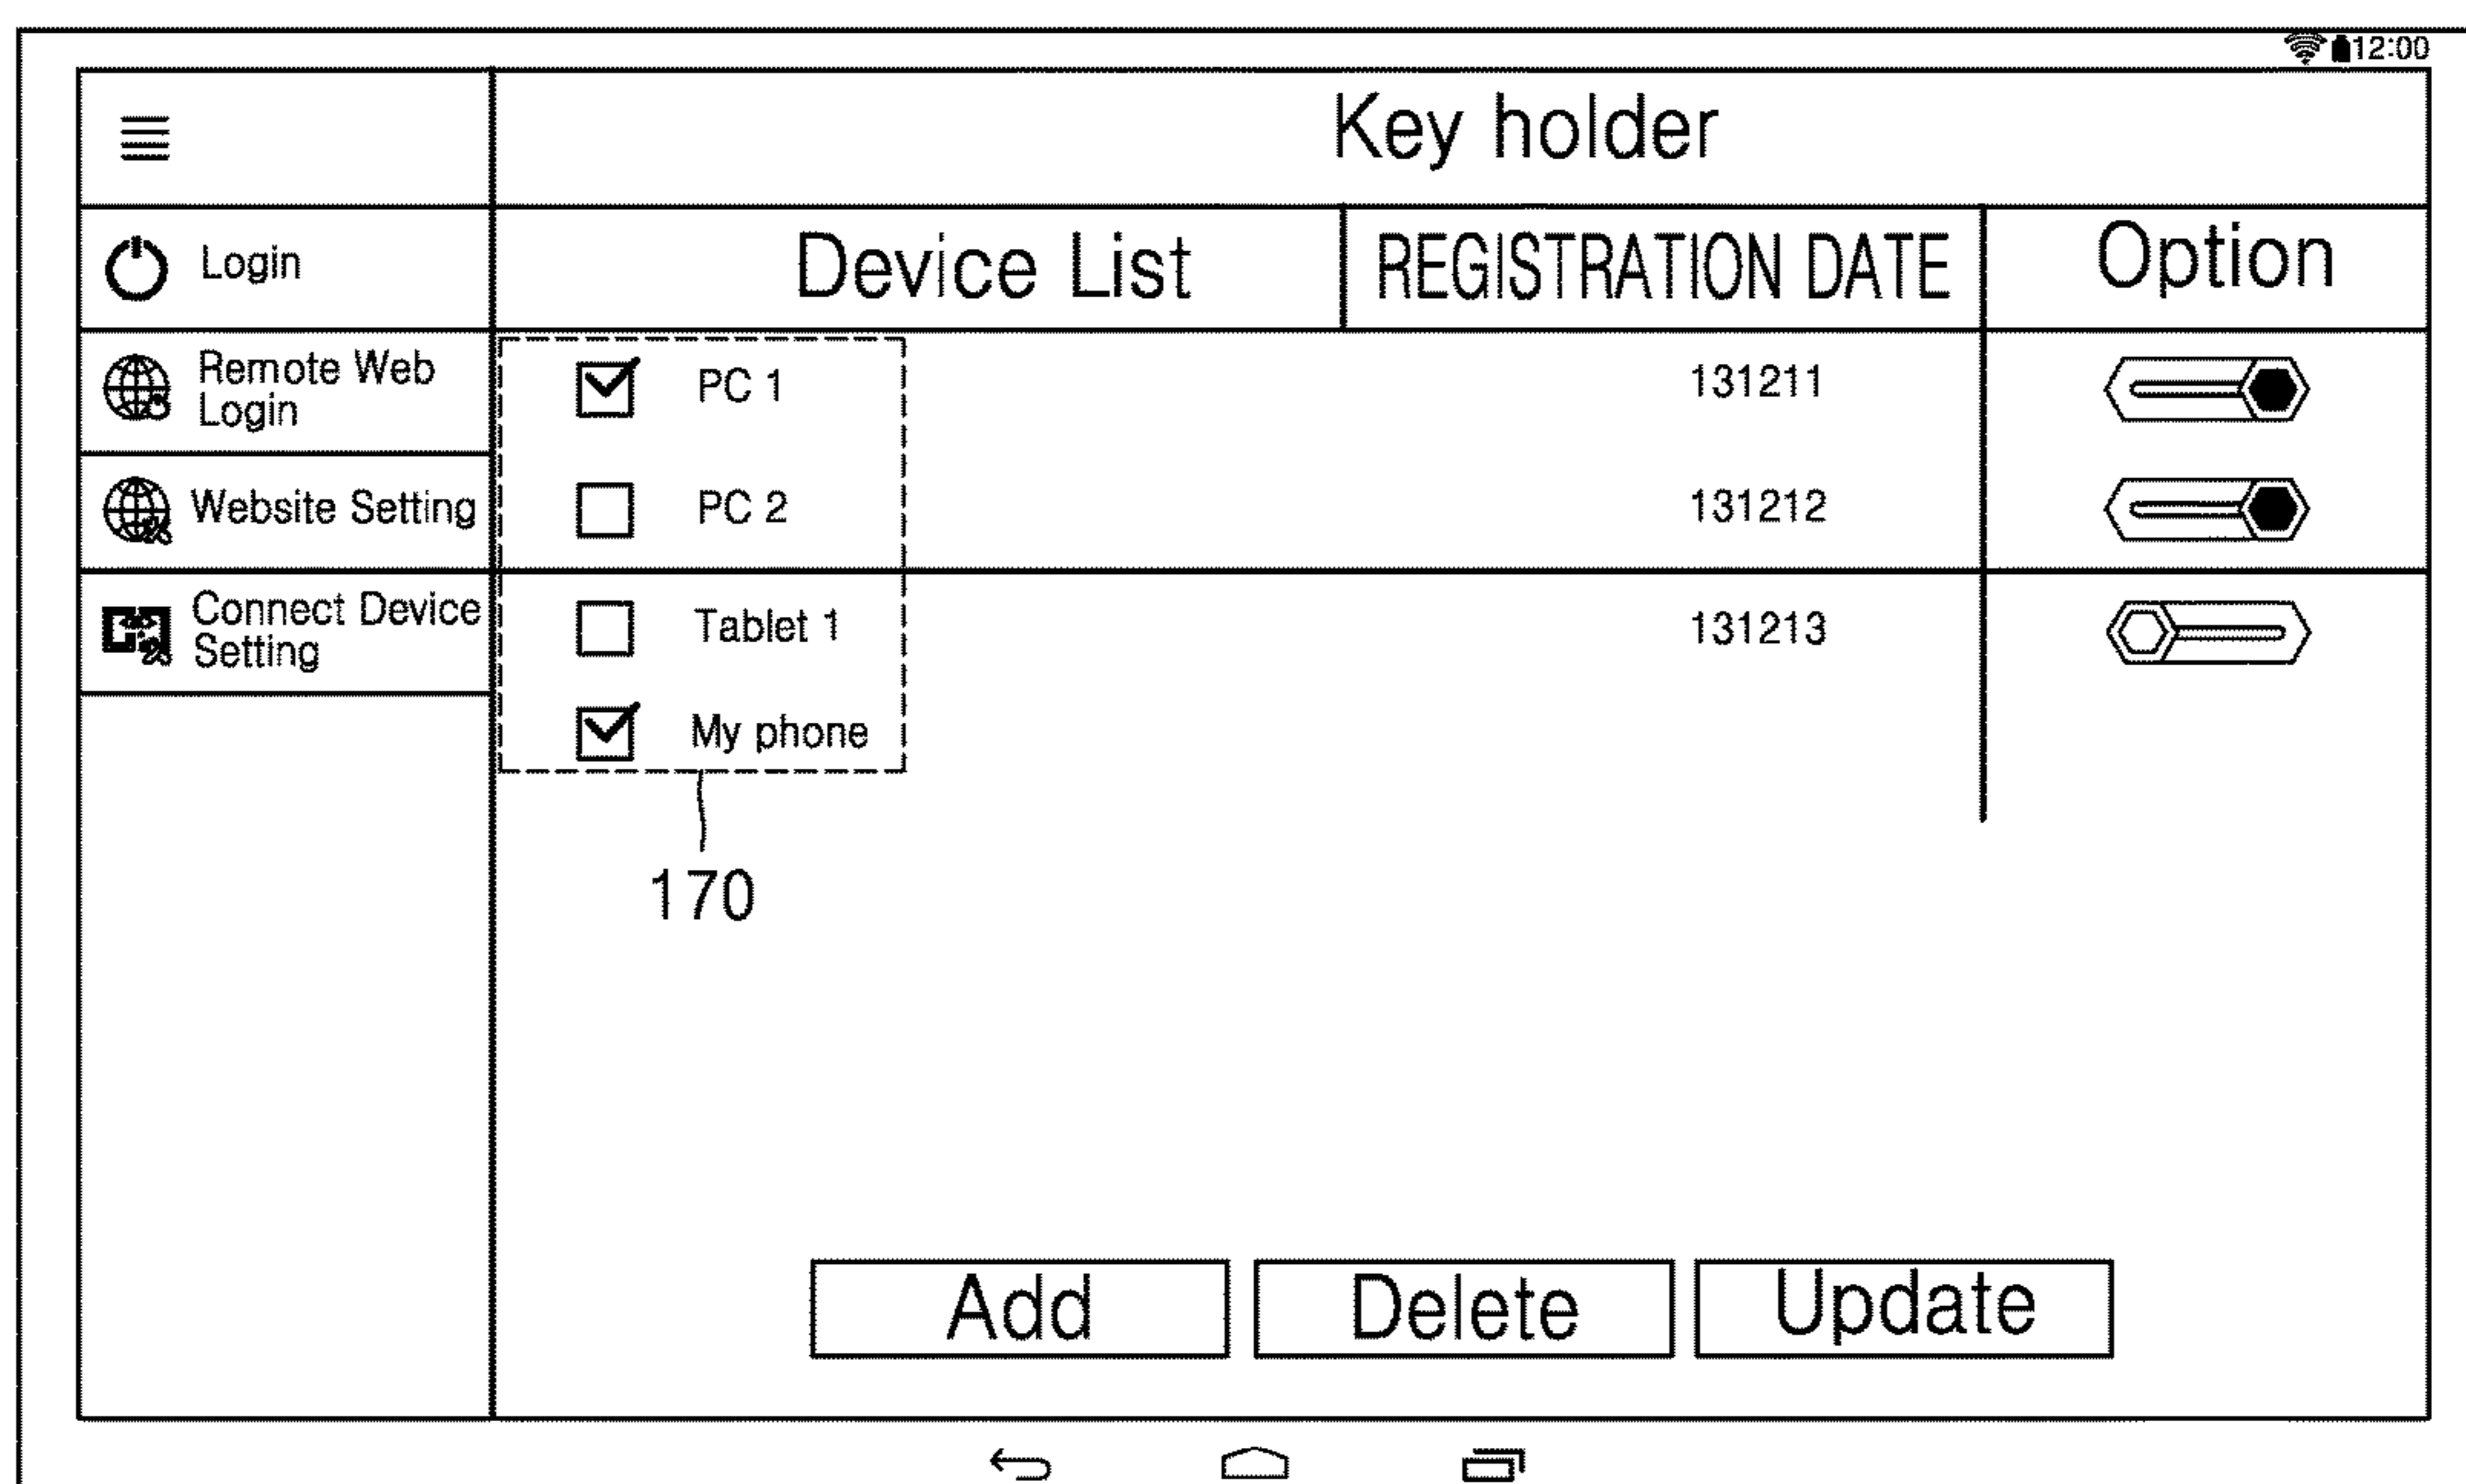 12:00
Key holder
Login
Device List
REGISTRATION DATE
Option
Remote Web
Login
PC 1
131211
Website Setting
PC 2
131212
Connect Device
Setting
Tablet 1
131213
My phone
170
Add
Delete
Update